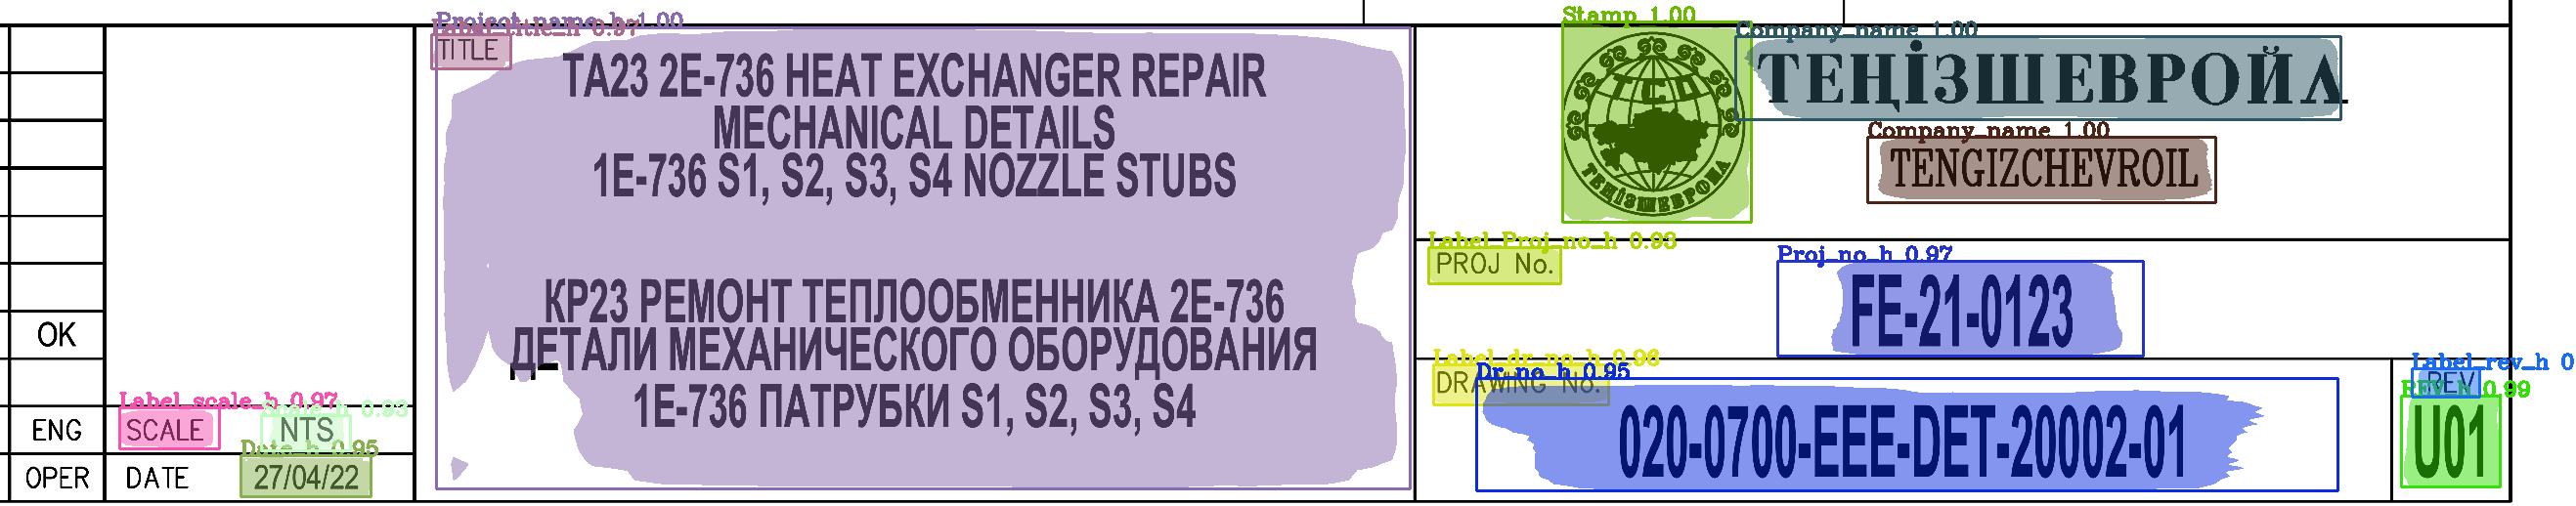 Project_name_h 1.00
Label_title_h 0.97
TITLE
TA23 2E-736 HEAT EXCHANGER REPAIR
MECHANICAL DETAILS
1E-736 S1, S2, S3, S4 NOZZLE STUBS
КР23 РЕМОНТ ТЕПЛООБМЕННИКА 2E-736
ДЕТАЛИ МЕХАНИЧЕСКОГО ОБОРУДОВАНИЯ
1E-736 ПАТРУБКИ S1, S2, S3, S4
OK
ENG
OPER
Label_scale_h 0.97
SCALE
Scale_h 0.93
NTS
Date_h 0.95
DATE
27/04/22
Stamp 1.00
ТЕҢІЗШЕВРОЙЛ
Company_name 1.00
ТЕҢІЗШЕВРОЙЛ
Company_name 1.00
TENGIZCHEVROIL
Label_Proj_no_h 0.93
PROJ No.
Proj_no_h 0.97
FE-21-0123
Label_dr_no_h 0.96
DRAWING No.
Dr_no_h 0.95
020-0700-EEE-DET-20002-01
Label_rev_h 0
REV
REV_h 0.99
U01